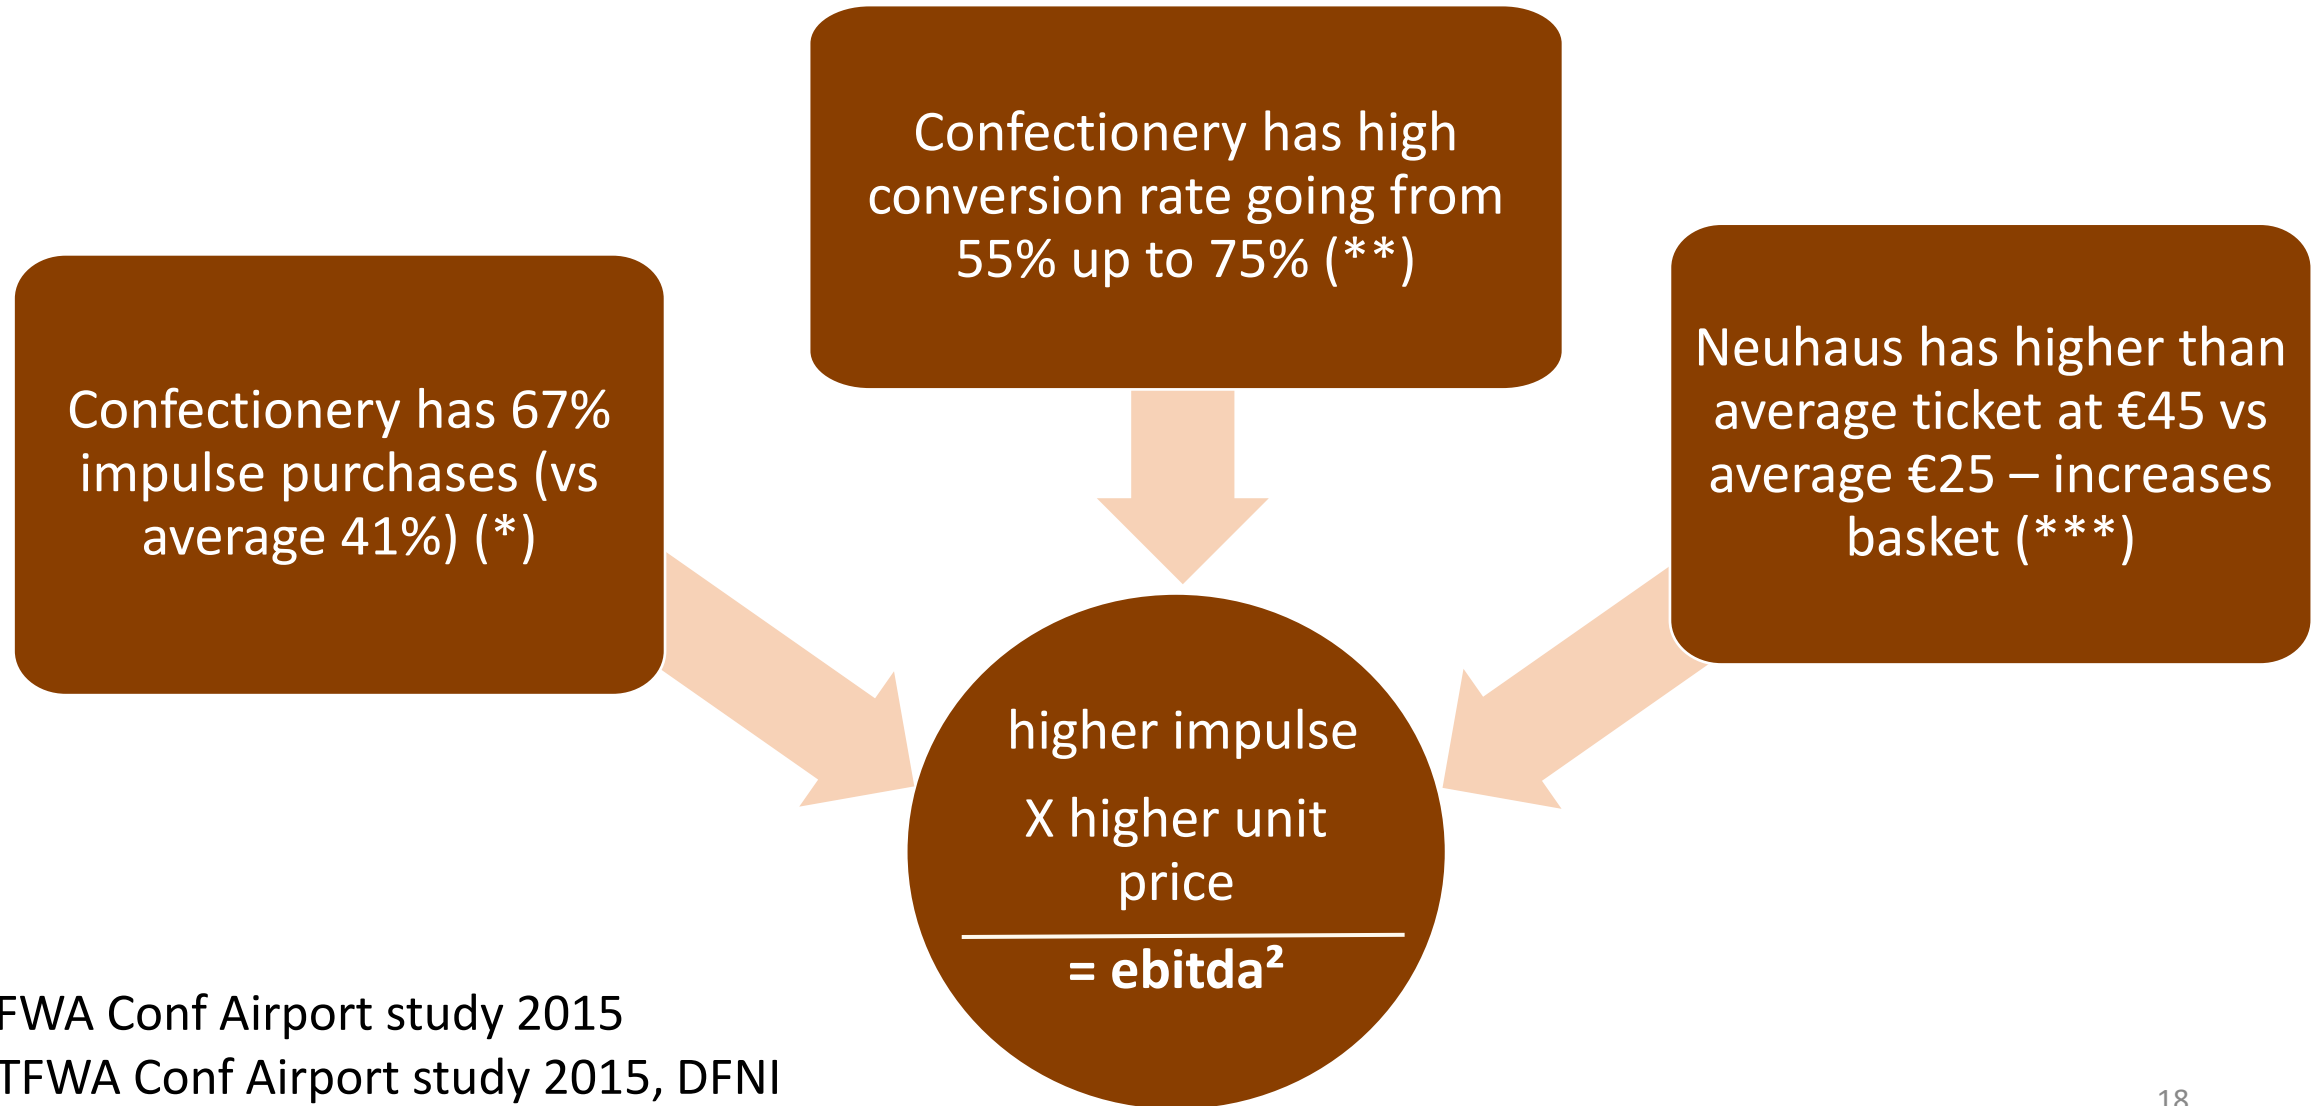 Confectionery has high
conversion rate going from
55% up to 75% (**)
Confectionery has 67%
impulse purchases (vs
average 41%) (*)
Neuhaus has higher than
average ticket at €45 vs
average €25 – increases
basket (***)
higher impulse
X higher unit
price
= ebitda²
FWA Conf Airport study 2015
TFWA Conf Airport study 2015, DFNI
18